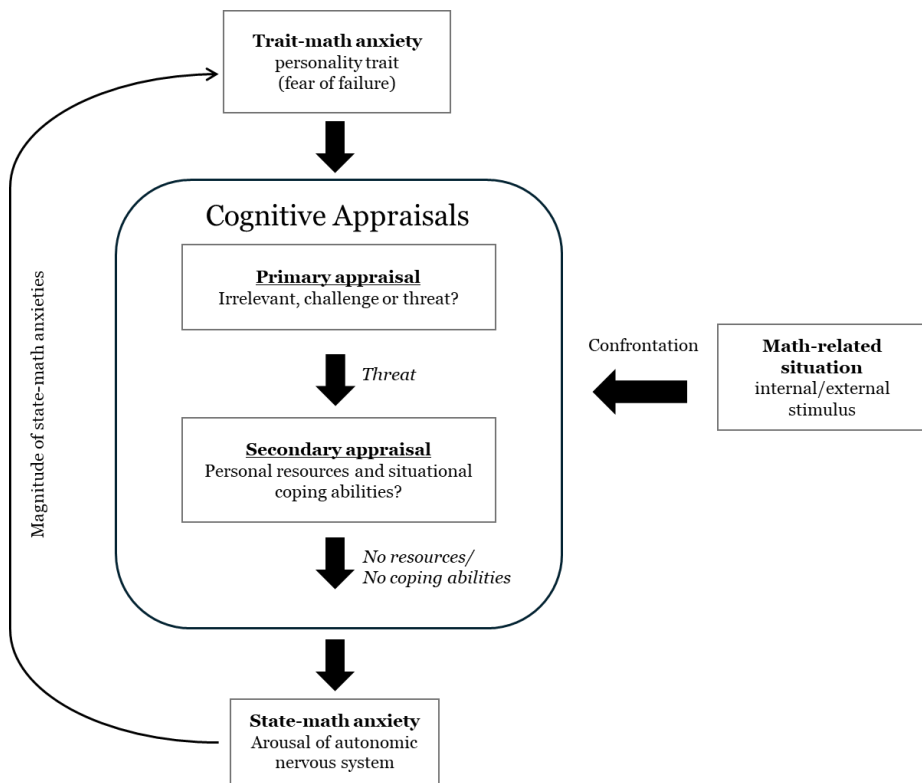 Trait-math anxiety
personality trait
(fear of failure)
Cognitive Appraisals
Primary appraisal
Irrelevant, challenge or threat?
Threat
Secondary appraisal
Personal resources and situational
coping abilities?
No resources/
No coping abilities
Confrontation
Math-related
situation
internal/external
stimulus
State-math anxiety
Arousal of autonomic
nervous system
Magnitude of state-math anxieties